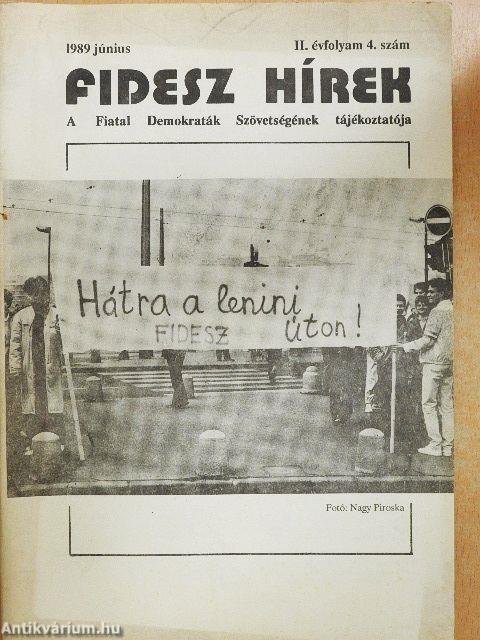 1989 június
II. évfolyam 4. szám
FIDESZ HÍREK
A Fiatal Demokraták Szövetségének tájékoztatója
Hátra a lenini
FIDESZ úton!
Fotó: Nagy Piroska
Antikvárium.hu